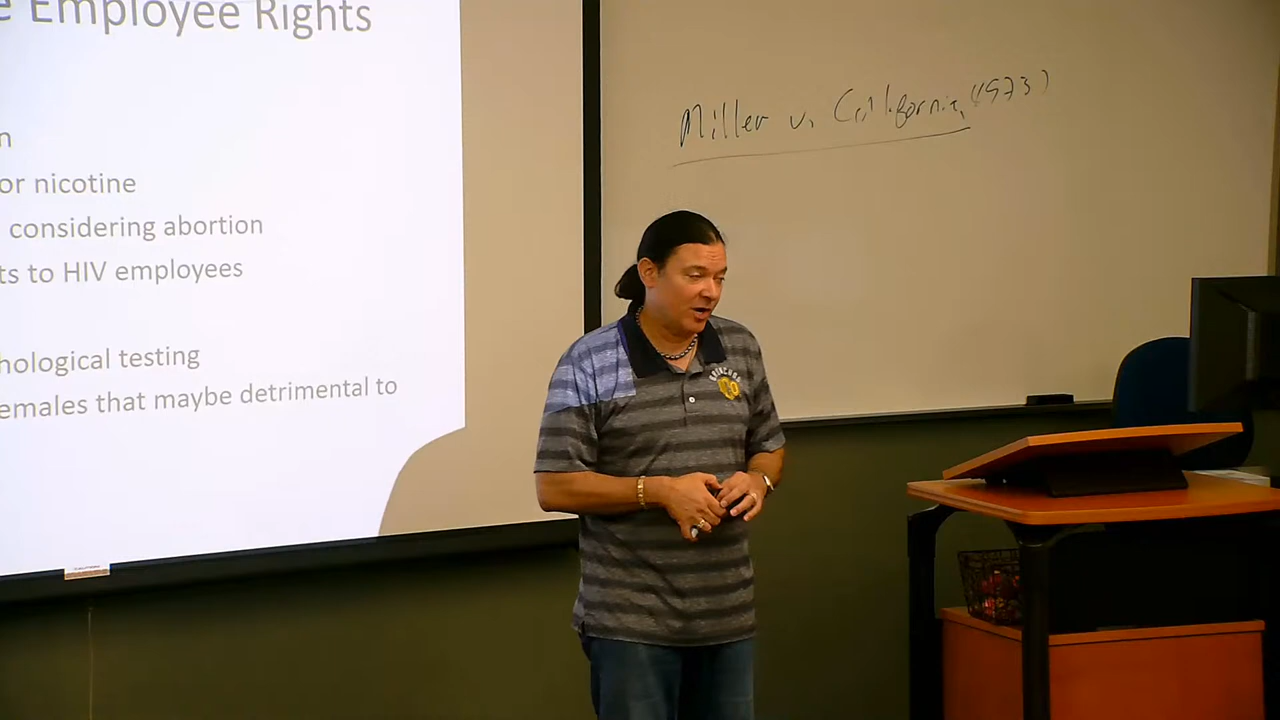 e Employee Rights
n
or nicotine
considering abortion
ts to HIV employees
hological testing
emales that maybe detrimental to
Miller v. California, (1973)